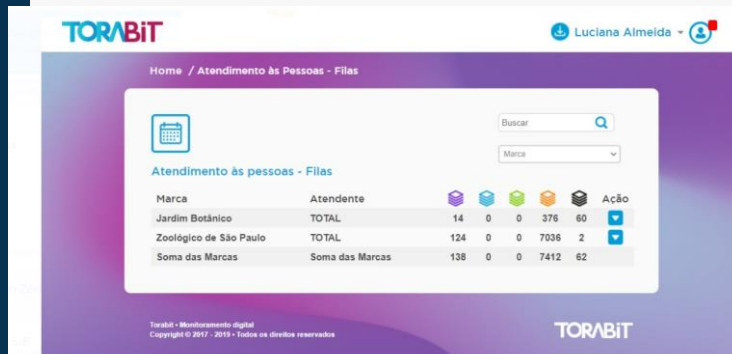 TORABiT
Luciana Almeida
Home / Atendimento às Pessoas - Filas
Buscar
Marca
Atendimento às pessoas - Filas
Marca Atendente Ação
Jardim Botânico TOTAL 14 0 0 376 60
Zoológico de São Paulo TOTAL 124 0 0 7036 2
Soma das Marcas Soma das Marcas 138 0 0 7412 62
Torabit • Monitoramento digital
Copyright © 2017 - 2019 • Todos os direitos reservados
TORABiT